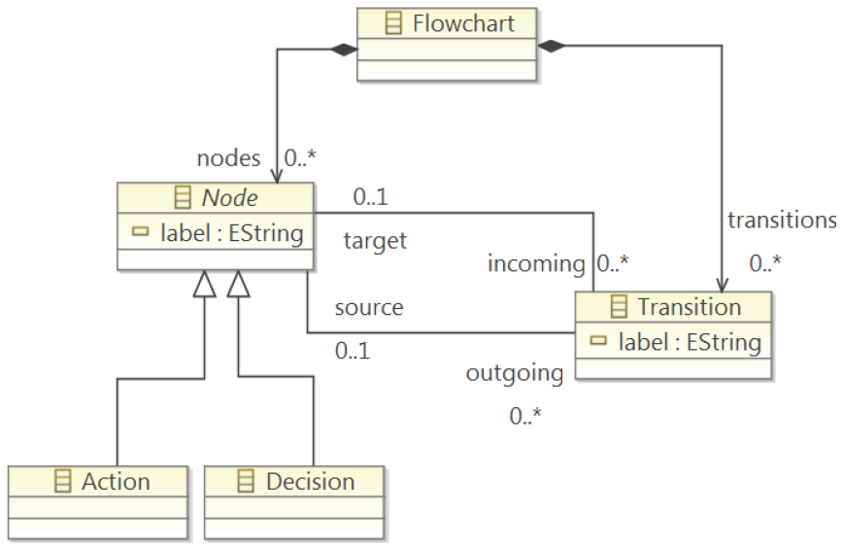 Flowchart
nodes 0..*
Node
label : EString
0..1
target
transitions
0..*
incoming 0..*
source
0..1
Transition
label : EString
outgoing
0..*
Action
Decision